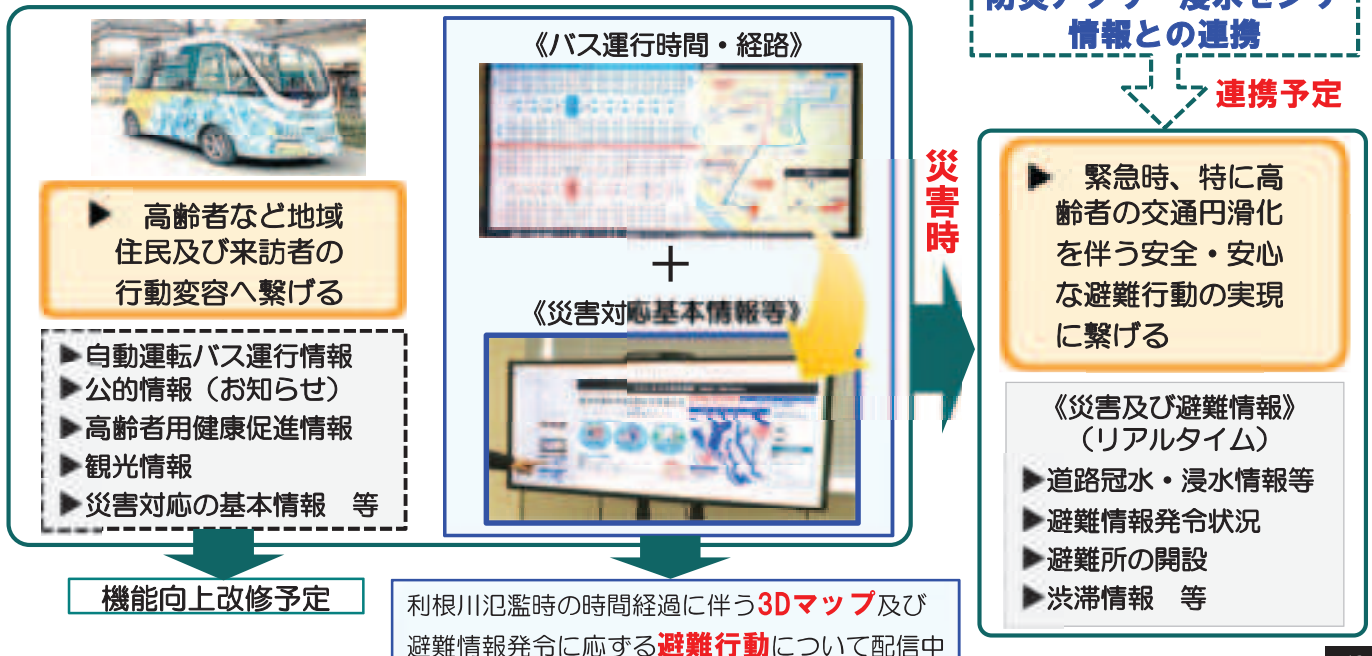 高齢者など地域
住民及び来訪者の
行動変容へ繋げる
▶自動運転バス運行情報
▶公的情報（お知らせ）
▶高齢者用健康促進情報
▶観光情報
▶災害対応の基本情報　等
機能向上改修予定
《バス運行時間・経路》
＋
《災害対応基本情報等》
利根川氾濫時の時間経過に伴う3Dマップ及び
避難情報発令に応ずる避難行動について配信中
災害時
情報との連携
連携予定
▶　緊急時、特に高
齢者の交通円滑化
を伴う安全・安心
な避難行動の実現
に繋げる
《災害及び避難情報》
（リアルタイム）
▶道路冠水・浸水情報等
▶避難情報発令状況
▶避難所の開設
▶渋滞情報　等